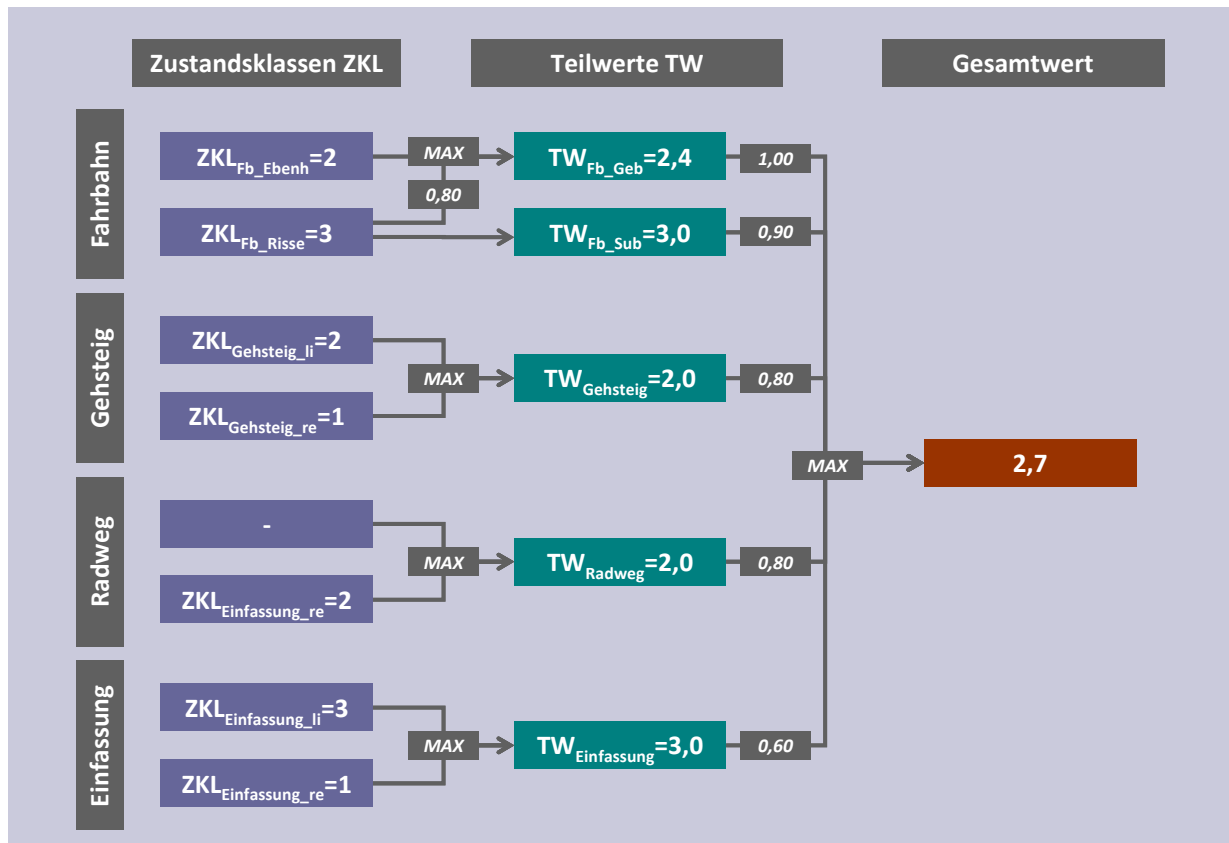 Zustandsklassen ZKL
Teilwerte TW
Gesamtwert
Fahrbahn
ZKLFb_Ebenh=2
MAX
TWFb_Geb=2,4
1,00
0,80
ZKLFb_Risse=3
TWFb_Sub=3,0
0,90
Gehsteig
ZKLGehsteig_li=2
MAX
TWGehsteig=2,0
0,80
ZKLGehsteig_re=1
MAX
2,7
Radweg
-
MAX
TWRadweg=2,0
0,80
ZKLEinfassung_re=2
Einfassung
ZKLEinfassung_li=3
MAX
TWEinfassung=3,0
0,60
ZKLEinfassung_re=1